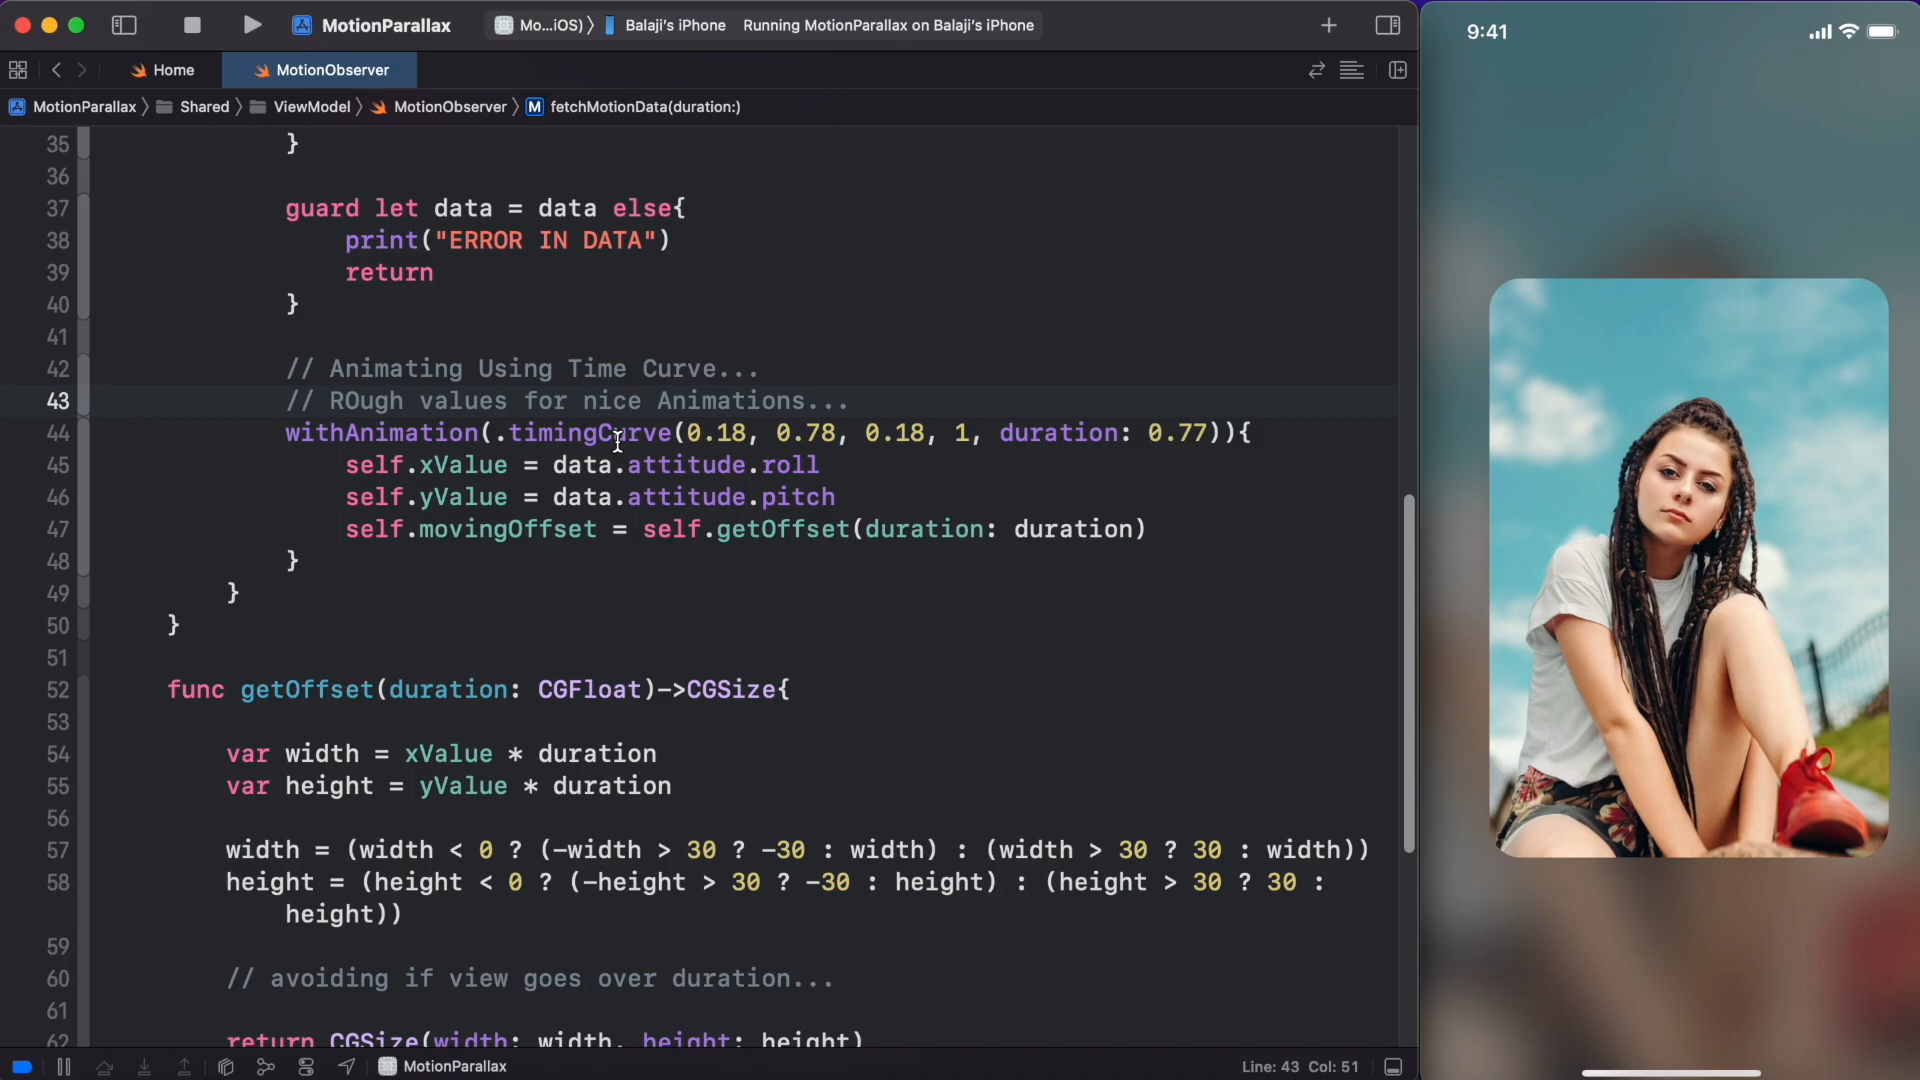 MotionParallax
Mo...iOS) 〉 Balaji's iPhone
Running MotionParallax on Balaji's iPhone
9:41
Home
MotionObserver
MotionParallax 〉 Shared 〉 ViewModel 〉 MotionObserver 〉 M fetchMotionData(duration:)
35 }
36
37 guard let data = data else{
38 print("ERROR IN DATA")
39 return
40 }
41
42 // Animating Using Time Curve...
43 // ROugh values for nice Animations...
44 withAnimation(.timingCurve(0.18, 0.78, 0.18, 1, duration: 0.77)){
45 self.xValue = data.attitude.roll
46 self.yValue = data.attitude.pitch
47 self.movingOffset = self.getOffset(duration: duration)
48 }
49 }
50 }
51
52 func getOffset(duration: CGFloat)->CGSize{
53
54 var width = xValue * duration
55 var height = yValue * duration
56
57 width = (width < 0 ? (-width > 30 ? -30 : width) : (width > 30 ? 30 : width))
58 height = (height < 0 ? (-height > 30 ? -30 : height) : (height > 30 ? 30 :
height))
59
60 // avoiding if view goes over duration...
61
62 return CGSize(width: width, height: height)
MotionParallax
Line: 43 Col: 51